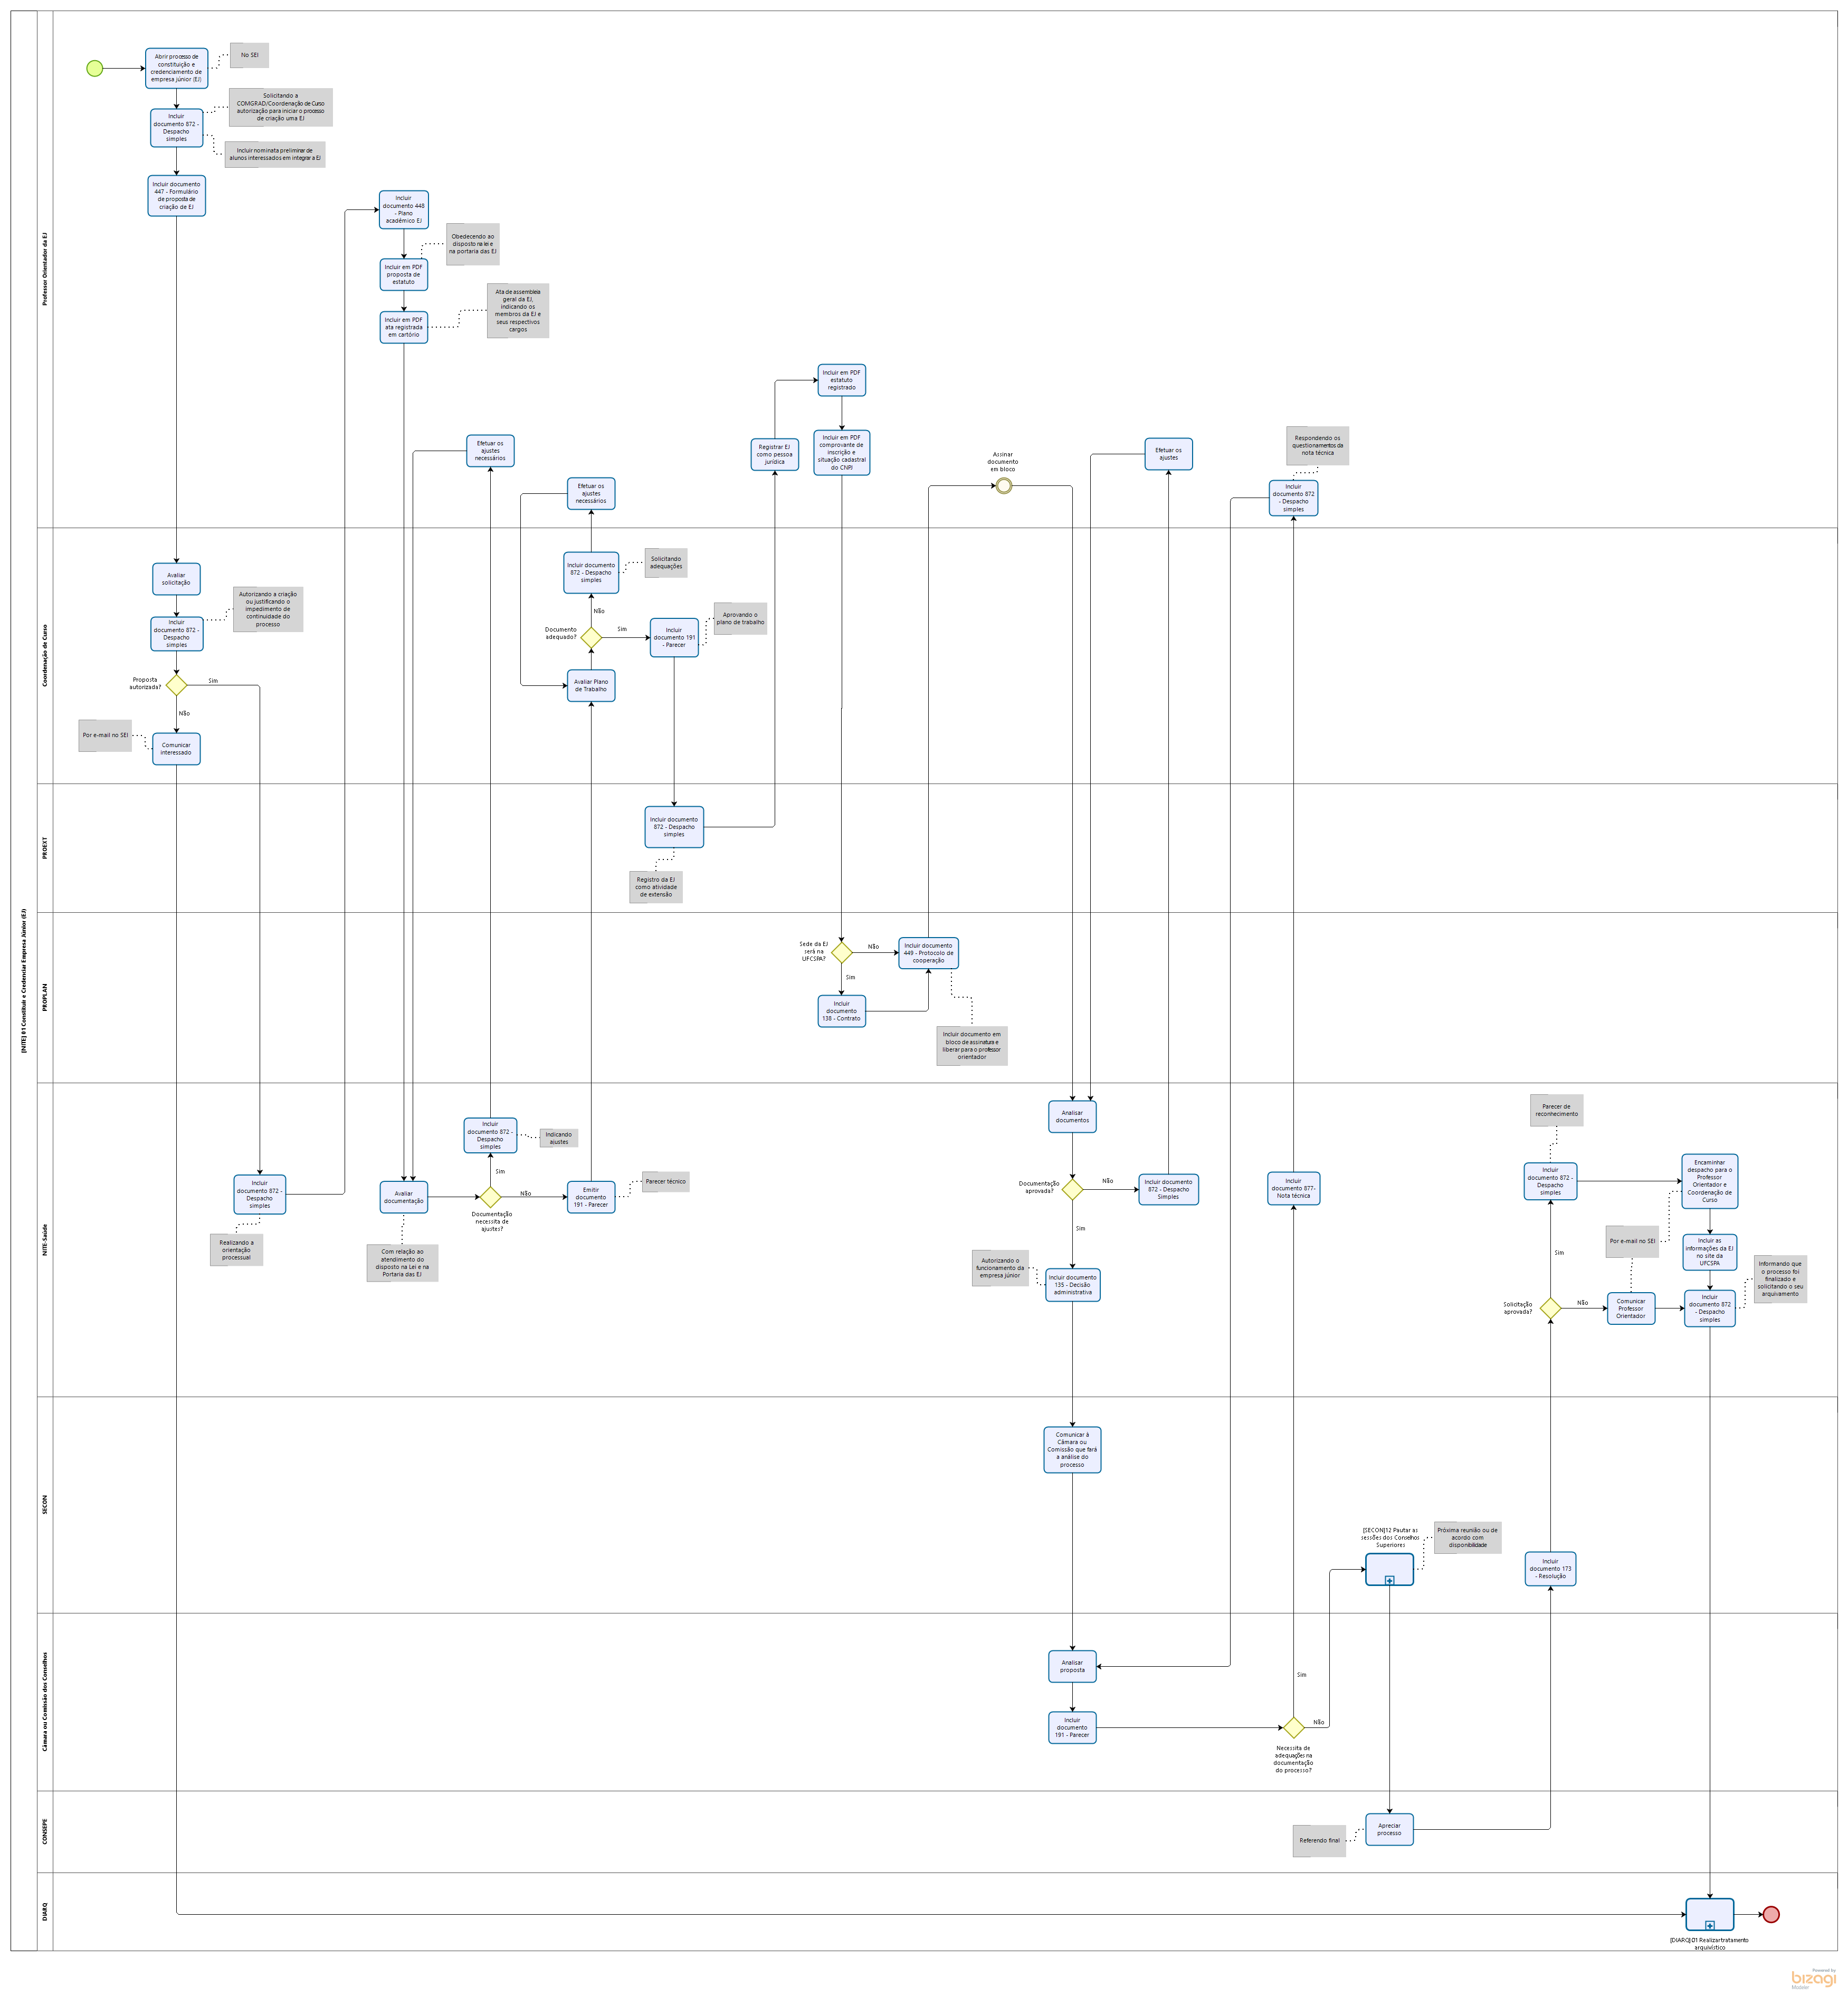 [NITE] 01 Constituir e Credenciar Empresa Júnior (EJ)
Professor Orientador da EJ
Abrir processo de
constituição e
credenciamento de
empresa júnior (EJ)
No SEI
Incluir
documento 872 -
Despacho
simples
Solicitando a
COMGRAD/Coordenação de Curso
autorização para iniciar o processo
de criação uma EJ
Incluir nominata preliminar de
alunos interessados em integrar a EJ
Incluir documento
447 - Formulário
de proposta de
criação de EJ
Incluir
documento 448
- Plano
acadêmico EJ
Obedecendo ao
disposto na lei e
na portaria das EJ
Incluir em PDF
proposta de
estatuto
Ata de assembleia
geral da EJ,
indicando os
membros da EJ e
seus respectivos
cargos
Incluir em PDF
ata registrada
em cartório
Efetuar os
ajustes
necessários
Efetuar os
ajustes
necessários
Registrar EJ
como pessoa
jurídica
Incluir em PDF
estatuto
registrado
Incluir em PDF
comprovante de
inscrição e
situação cadastral
do CNPJ
Assinar
documento
em bloco
Efetuar os
ajustes
Respondendo os
questionamentos da
nota técnica
Incluir
documento 872
- Despacho
simples
Coordenação de Curso
Avaliar
solicitação
Incluir
documento 872 -
Despacho
simples
Autorizando a criação
ou justificando o
impedimento de
continuidade do
processo
Proposta
autorizada?
Sim
Não
Por e-mail no SEI
Comunicar
interessado
Incluir documento
872 - Despacho
simples
Solicitando
adequações
Não
Documento
adequado?
Sim
Incluir
documento 191
- Parecer
Aprovando o
plano de trabalho
Avaliar Plano
de Trabalho
PROEXT
Incluir documento
872 - Despacho
simples
Registro da EJ
como atividade
de extensão
PROPLAN
Sede da EJ
será na
UFCSPA?
Não
Sim
Incluir documento
449 - Protocolo de
cooperação
Incluir
documento
138 - Contrato
Incluir documento em
bloco de assinatura e
liberar para o professor
orientador
NITE-Saúde
Incluir
documento 872 -
Despacho
simples
Realizando a
orientação
processual
Avaliar
documentação
Com relação ao
atendimento do
disposto na Lei e na
Portaria das EJ
Incluir
documento 872 -
Despacho
simples
Indicando
ajustes
Sim
Não
Documentação
necessita de
ajustes?
Emitir
documento
191 - Parecer
Parecer técnico
Analisar
documentos
Documentação
aprovada?
Não
Sim
Incluir documento
872 - Despacho
Simples
Autorizando o
funcionamento da
empresa júnior
Incluir documento
135 - Decisão
administrativa
Incluir
documento 877-
Nota técnica
Parecer de
reconhecimento
Incluir
documento 872 -
Despacho
simples
Encaminhar
despacho para o
Professor
Orientador e
Coordenação de
Curso
Por e-mail no SEI
Incluir as
informações da EJ
no site da
UFCSPA
Informando que
o processo foi
finalizado e
solicitando o seu
arquivamento
Sim
Solicitação
aprovada?
Não
Comunicar
Professor
Orientador
Incluir
documento 872
- Despacho
simples
SECON
Comunicar à
Câmara ou
Comissão que fará
a análise do
processo
[SECON]12 Pautar as
sessões dos Conselhos
Superiores
Próxima reunião ou de
acordo com
disponibilidade
Incluir
documento 173
- Resolução
Câmara ou Comissão dos Conselhos
Analisar
proposta
Incluir
documento
191 - Parecer
Sim
Não
Necessita de
adequações na
documentação
do processo?
CONSEPE
Apreciar
processo
Referendo final
DIARQ
[DIARQ]01 Realizar tratamento
arquivístico
Powered by
bizagi
Modeler